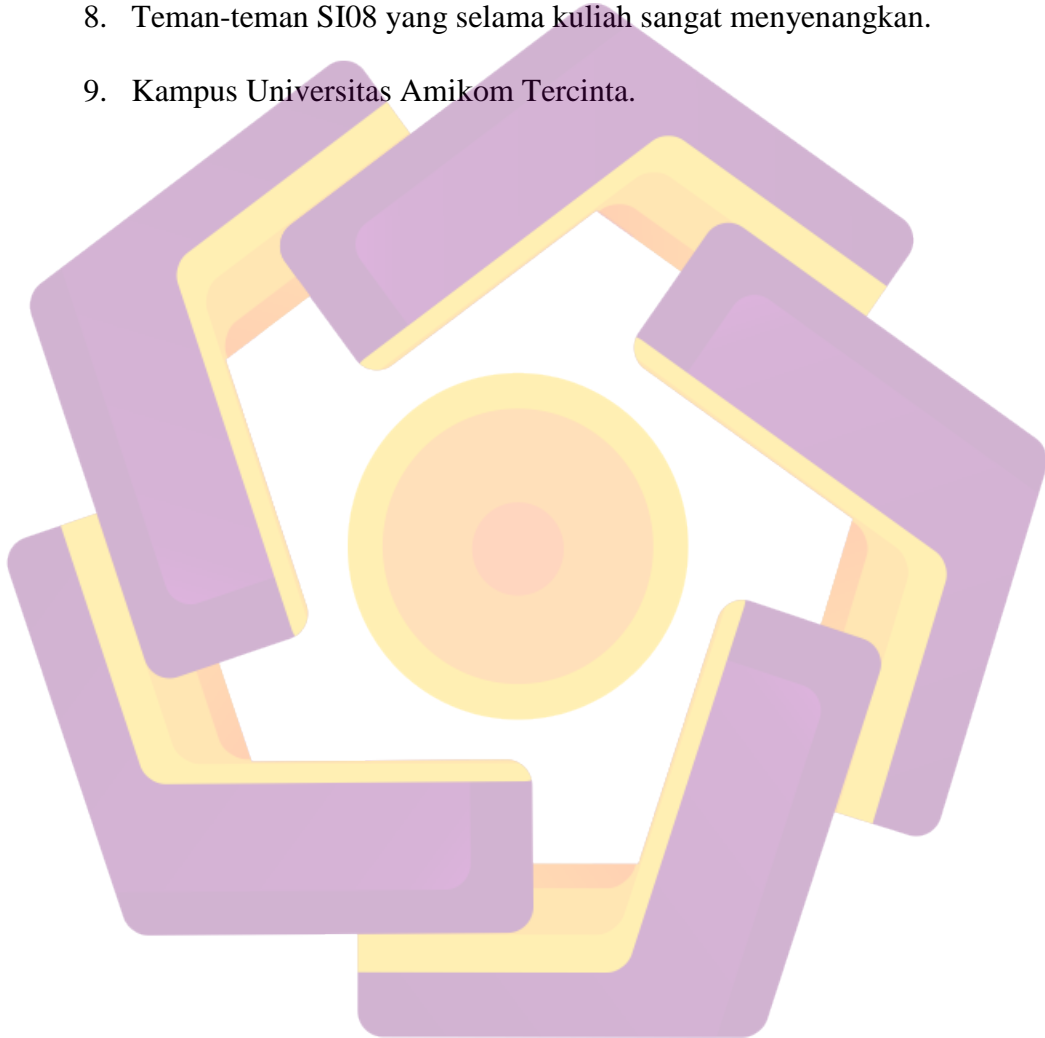 8. Teman-teman SI08 yang selama kuliah sangat menyenangkan.
9. Kampus Universitas Amikom Tercinta.